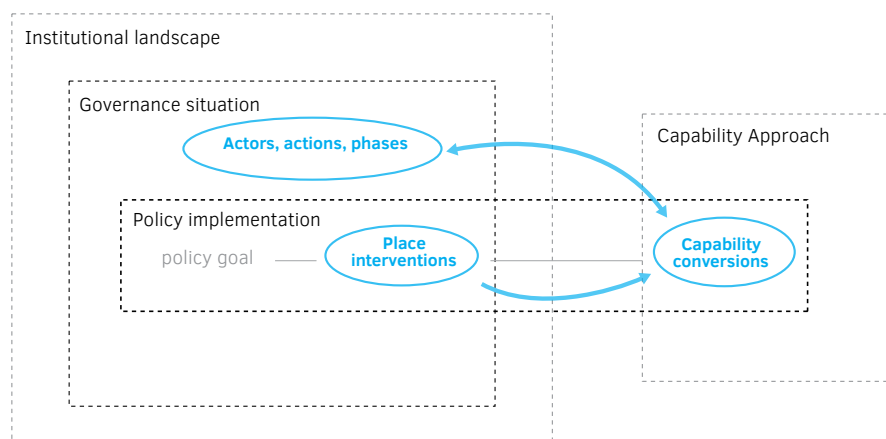 Institutional landscape
Governance situation
Actors, actions, phases
Capability Approach
Policy implementation
policy goal
Place
interventions
Capability
conversions